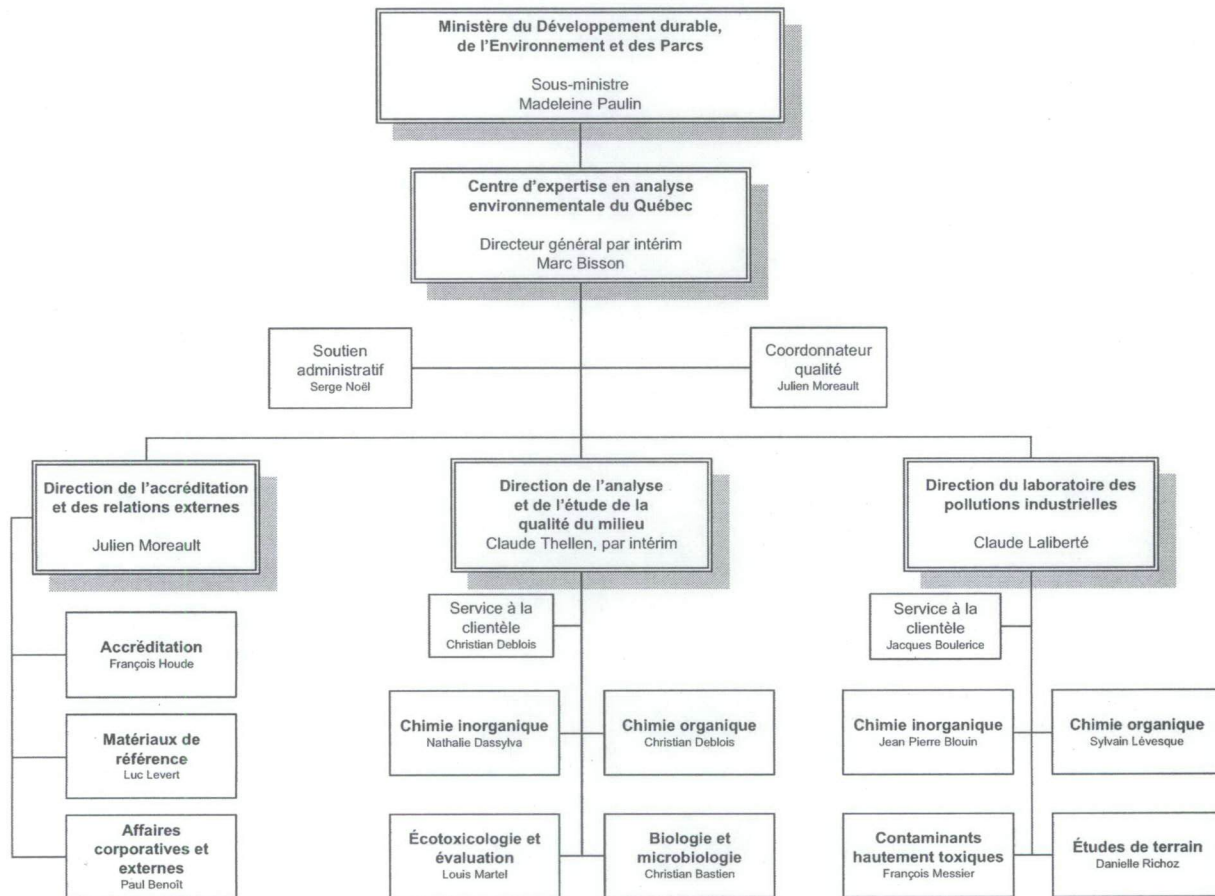 Ministère du Développement durable,
de l'Environnement et des Parcs
Sous-ministre
Madeleine Paulin
Centre d'expertise en analyse
environnementale du Québec
Directeur général par intérim
Marc Bisson
Soutien
administratif
Serge Noël
Coordonnateur
qualité
Julien Moreault
Direction de l'accréditation
et des relations externes
Julien Moreault
Accréditation
François Houde
Matériaux de
référence
Luc Levert
Affaires
corporatives et
externes
Paul Benoît
Direction de l'analyse
et de l'étude de la
qualité du milieu
Claude Thellen, par intérim
Service à la
clientèle
Christian Deblois
Chimie inorganique
Nathalie Dassylva
Chimie organique
Christian Deblois
Écotoxicologie et
évaluation
Louis Martel
Biologie et
microbiologie
Christian Bastien
Direction du laboratoire des
pollutions industrielles
Claude Laliberté
Service à la
clientèle
Jacques Boulerice
Chimie inorganique
Jean Pierre Blouin
Chimie organique
Sylvain Lévesque
Contaminants
hautement toxiques
François Messier
Études de terrain
Danielle Richoz